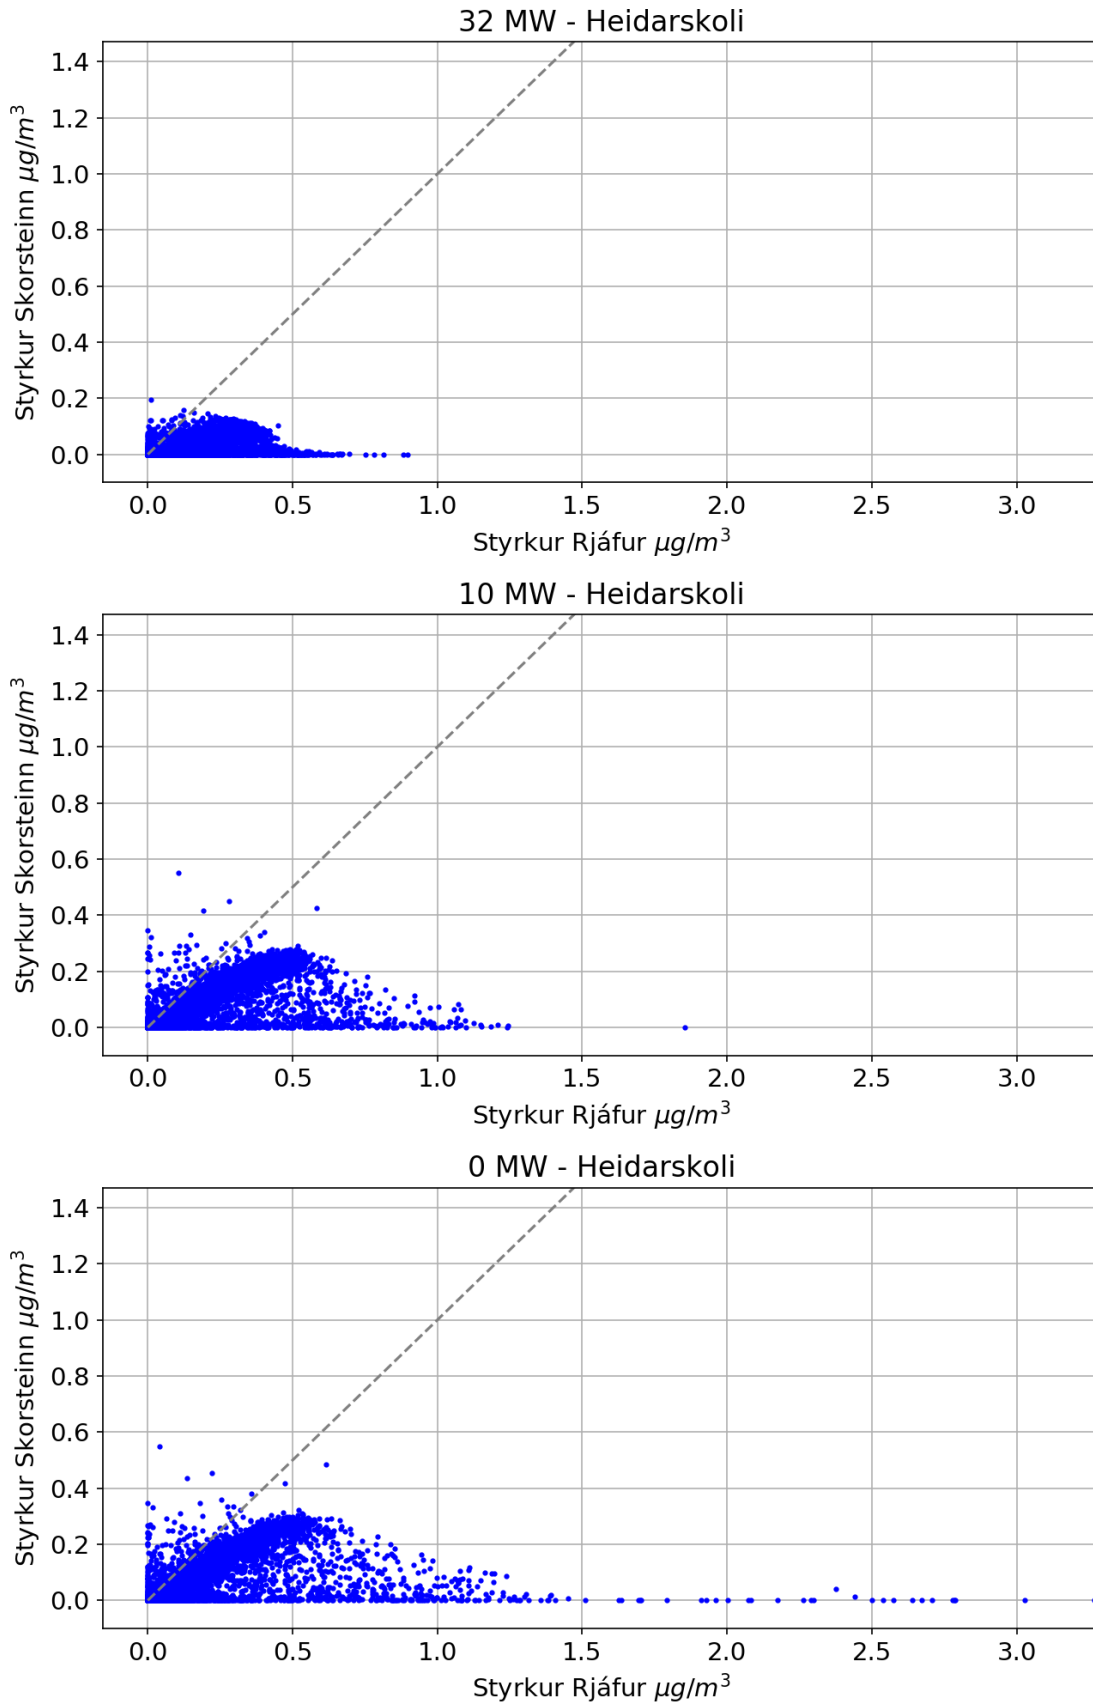 32 MW - Heidarskoli
Styrkur Skorsteinn µg/m³
1.4
1.2
1.0
0.8
0.6
0.4
0.2
0.0
0.0 0.5 1.0 1.5 2.0 2.5 3.0
Styrkur Rjáfur µg/m³
10 MW - Heidarskoli
Styrkur Skorsteinn µg/m³
1.4
1.2
1.0
0.8
0.6
0.4
0.2
0.0
0.0 0.5 1.0 1.5 2.0 2.5 3.0
Styrkur Rjáfur µg/m³
0 MW - Heidarskoli
Styrkur Skorsteinn µg/m³
1.4
1.2
1.0
0.8
0.6
0.4
0.2
0.0
0.0 0.5 1.0 1.5 2.0 2.5 3.0
Styrkur Rjáfur µg/m³